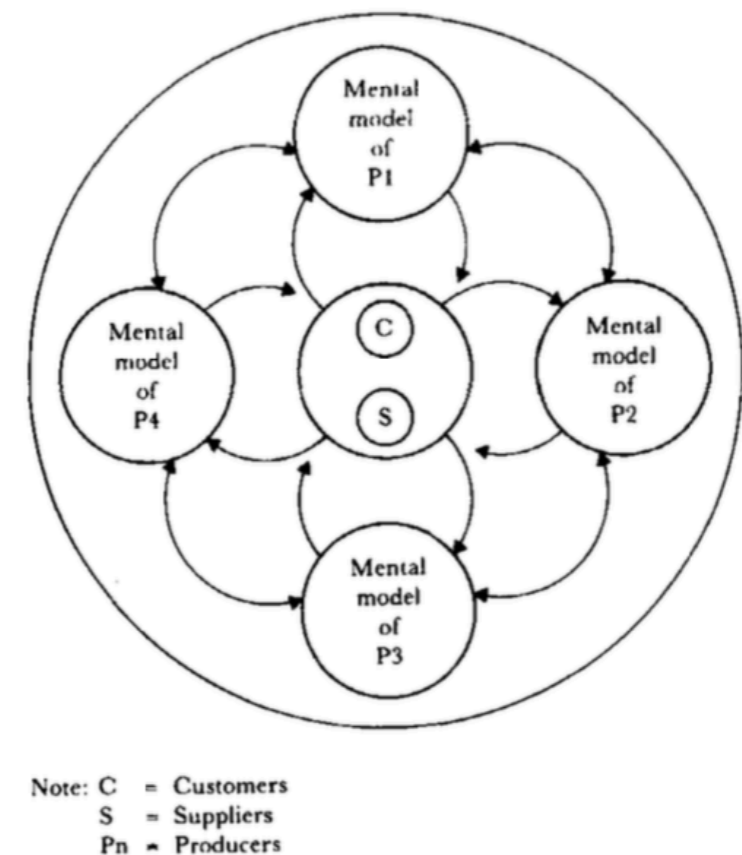 Mental
model
of
P1
Mental
model
of
P4
C
S
Mental
model
of
P2
Mental
model
of
P3
Note: C = Customers
S = Suppliers
Pn = Producers